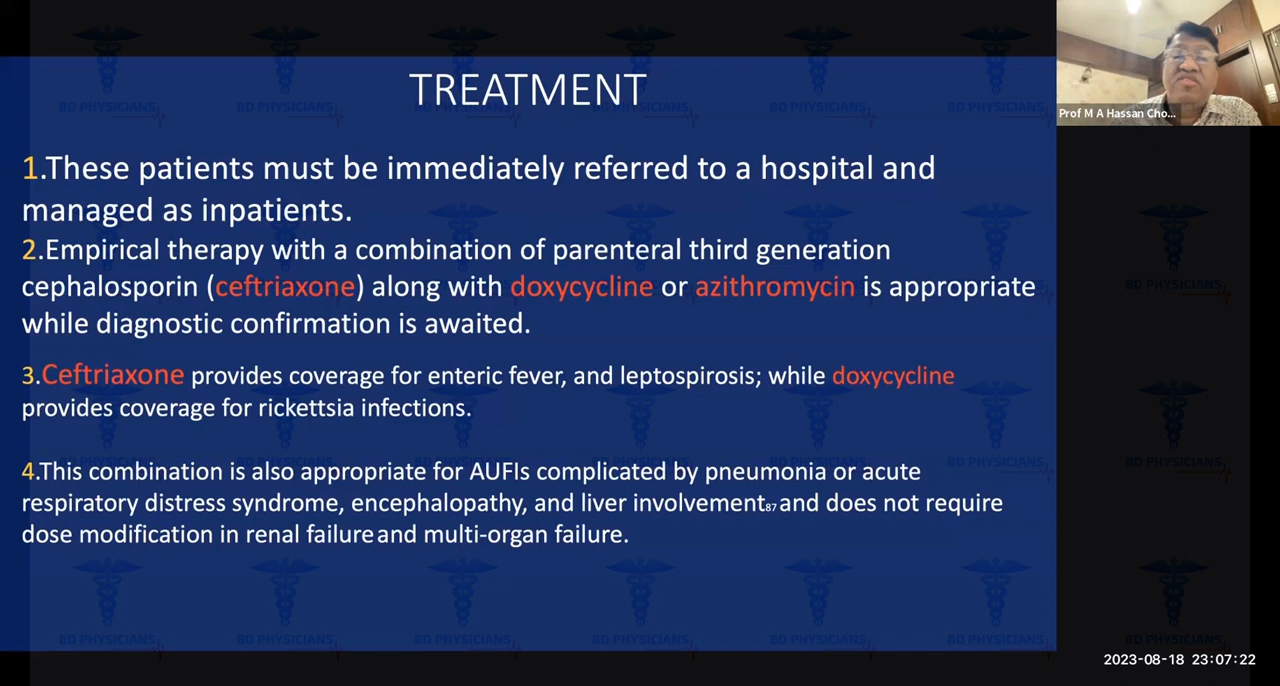 TREATMENT
1.These patients must be immediately referred to a hospital and
managed as inpatients.
2.Empirical therapy with a combination of parenteral third generation
cephalosporin (ceftriaxone) along with doxycycline or azithromycin is appropriate
while diagnostic confirmation is awaited.
3.Ceftriaxone provides coverage for enteric fever, and leptospirosis; while doxycycline
provides coverage for rickettsia infections.
4.This combination is also appropriate for AUFIs complicated by pneumonia or acute
respiratory distress syndrome, encephalopathy, and liver involvement87 and does not require
dose modification in renal failure and multi-organ failure.
Prof M A Hassan Cho...
2023-08-18 23:07:22
BD PHYSICIANS